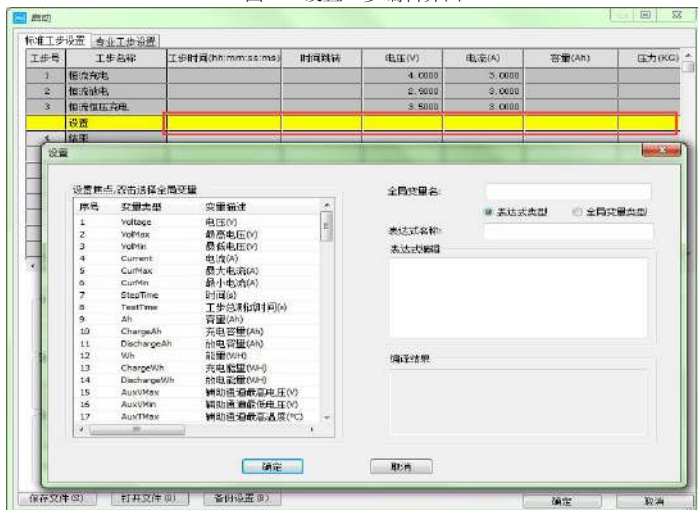 启动
标准工步设置 专业工步设置
工步号 工步名称 工步时间(hh:mm:ss:ms) 时间跳转 电压(V) 电流(A) 容量(Ah) 压力(KG)
1 恒流充电 4.0000 3.0000
2 恒流放电 2.9000 3.0000
3 恒流恒压充电 3.5000 3.0000
设置
结束
设置
设置焦点,双击选择全局变量
序号 变量类型 变量描述
1 Voltage 电压(V)
2 VolMax 最高电压(V)
3 VolMin 最低电压(V)
4 Current 电流(A)
5 CurMax 最大电流(A)
6 CurMin 最小电流(A)
7 StepTime 时间(s)
8 TestTime 工步总测试时间(s)
9 Ah 容量(Ah)
10 ChargeAh 充电容量(Ah)
11 DischargeAh 放电容量(Ah)
12 Wh 能量(WH)
13 ChargeWh 充电能量(WH)
14 DischargeWh 放电能量(WH)
15 AuxVMax 辅助通道最高电压(V)
16 AuxVMin 辅助通道最低电压(V)
17 AuxTMax 辅助通道最高温度(℃)
全局变量名:
表达式类型 全局变量类型
表达式名称:
表达式编辑
编译结果
确定 取消
保存文件(S) 打开文件(O) 备份设置(B) 确定 取消